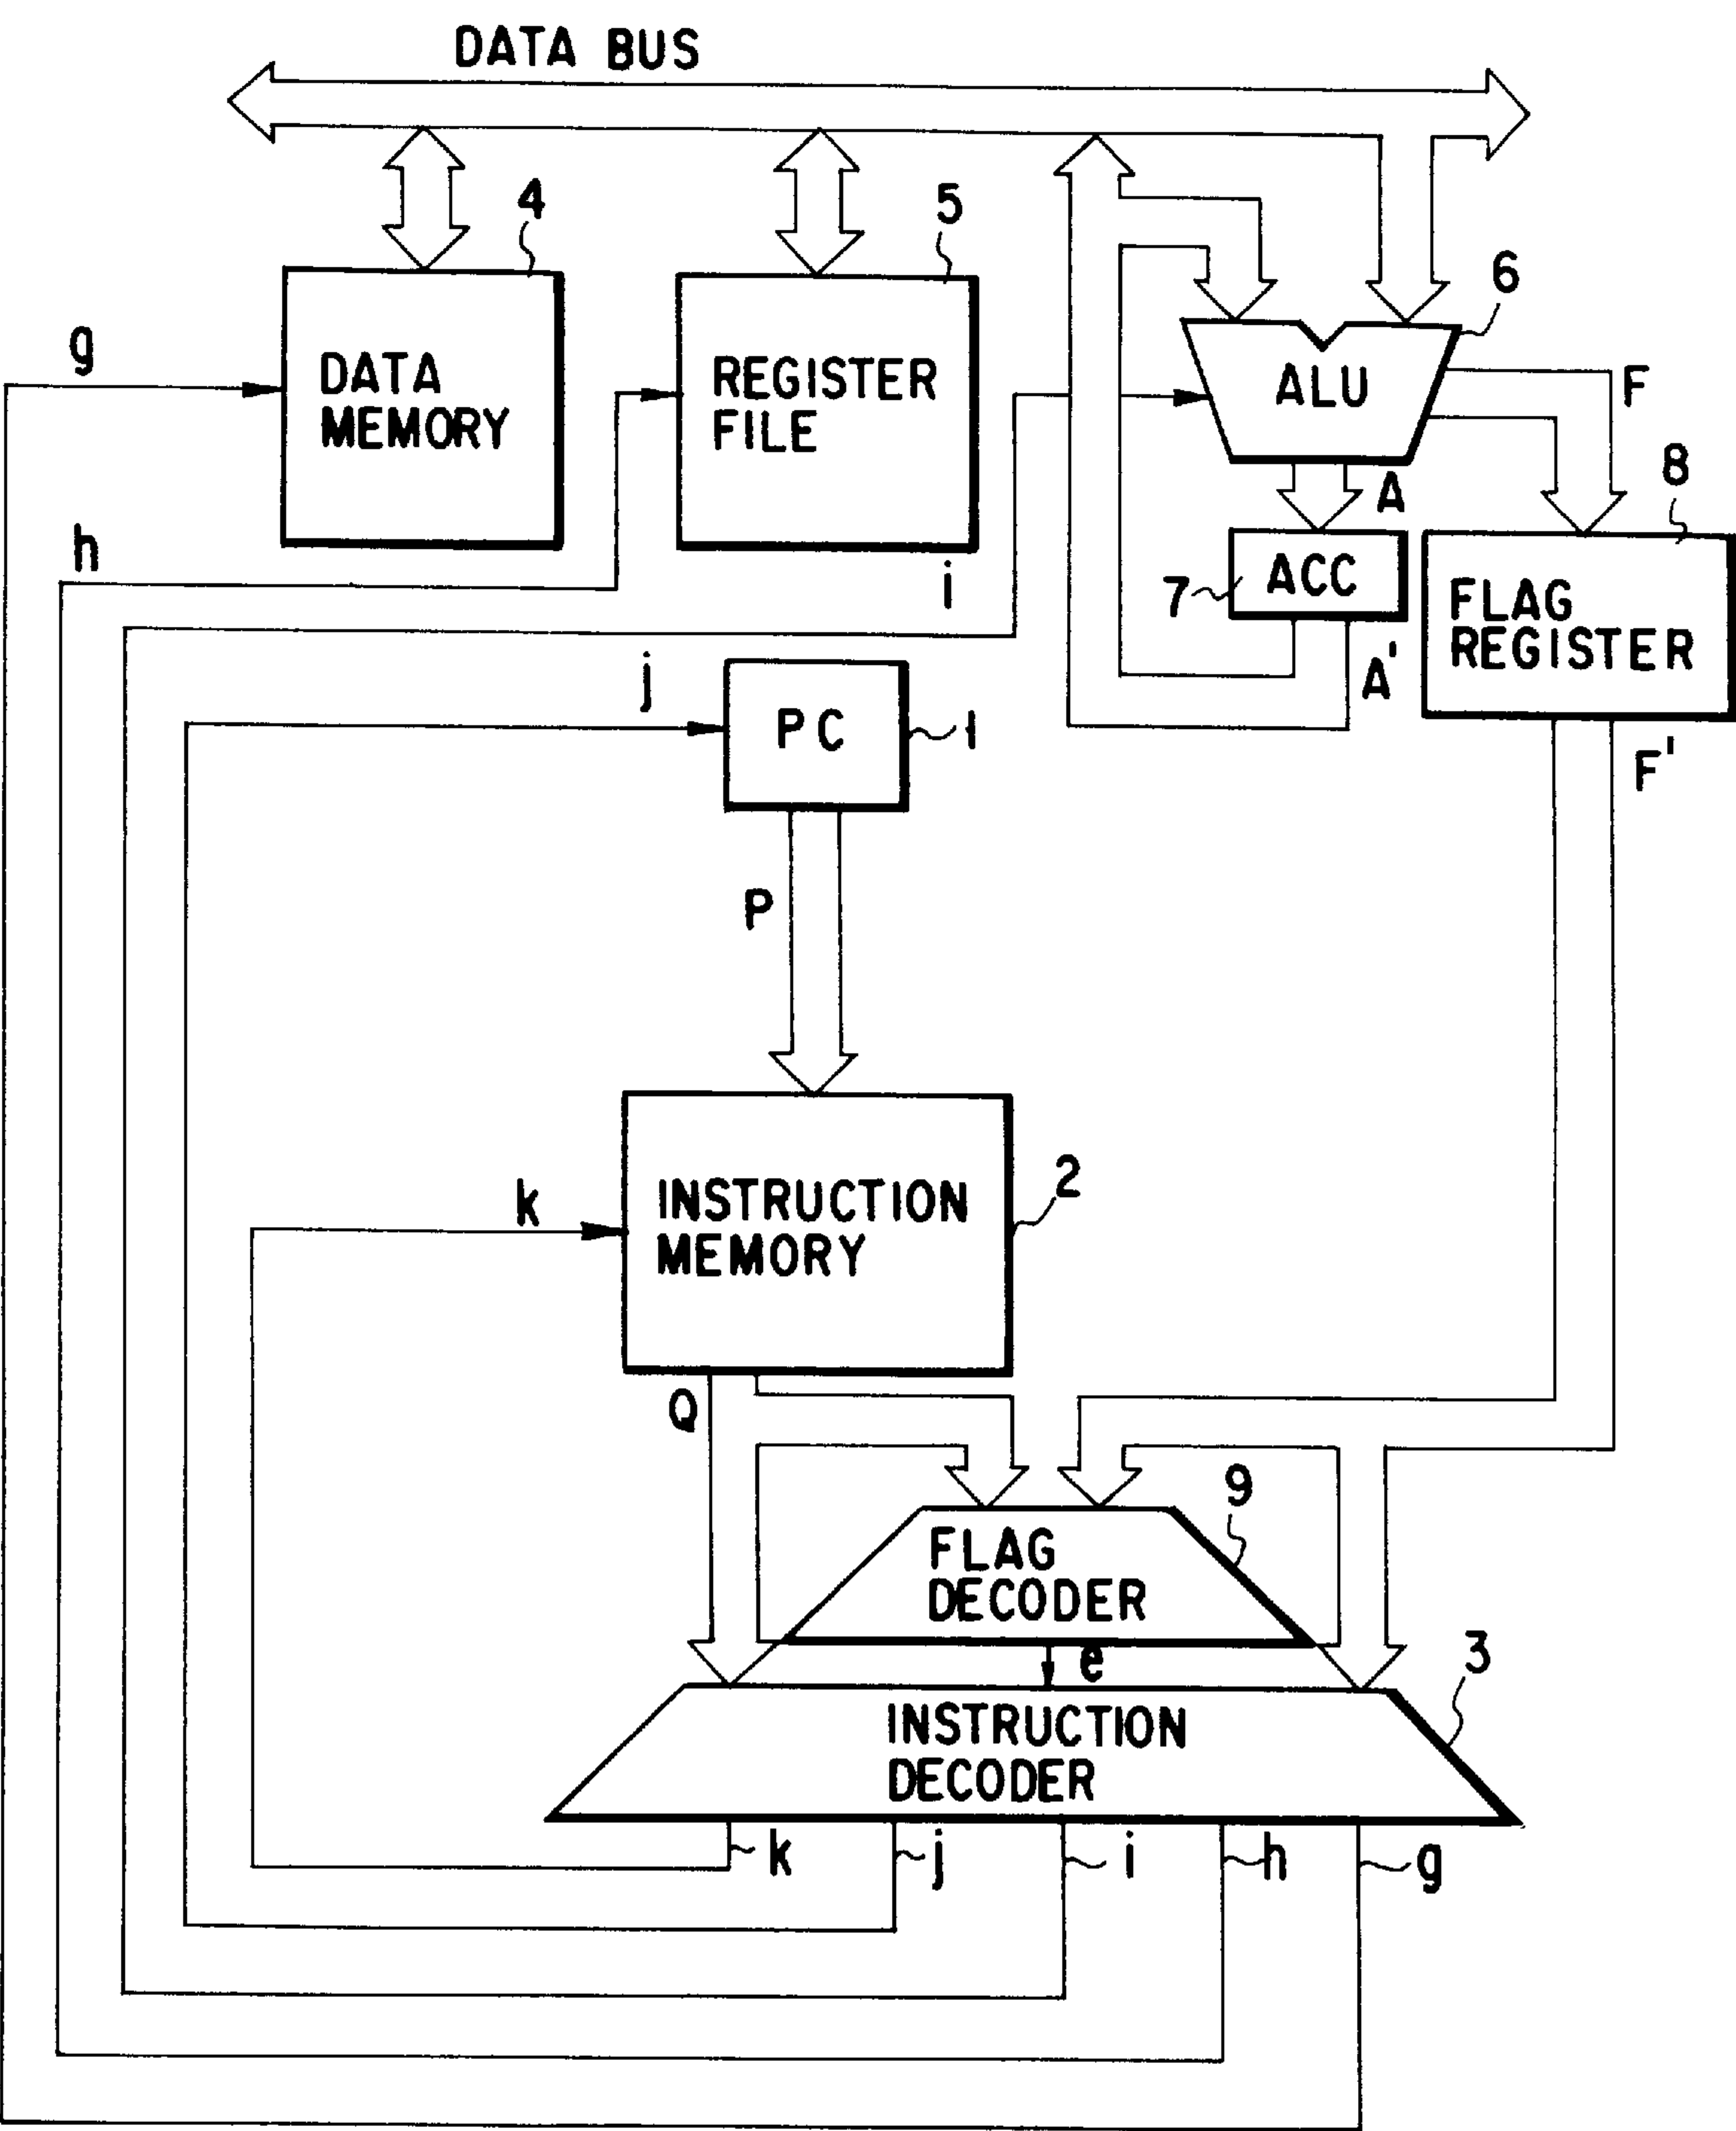 DATA BUS
4
5
6
g
DATA
MEMORY
REGISTER
FILE
ALU
F
A
8
h
i
7
ACC
FLAG
REGISTER
A'
j
PC
1
F'
P
k
INSTRUCTION
MEMORY
2
Q
9
FLAG
DECODER
e
3
INSTRUCTION
DECODER
k
j
i
h
g